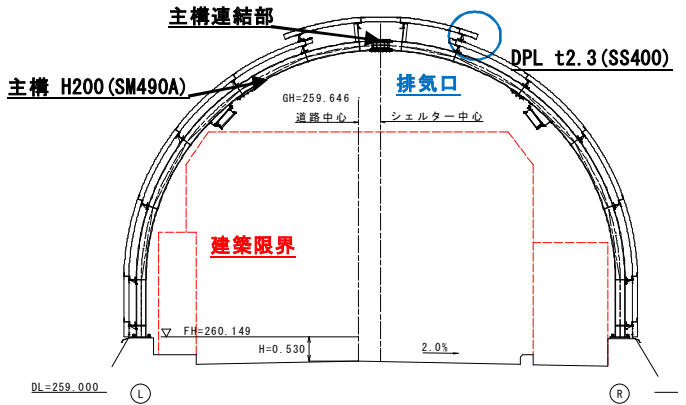 主構連結部
DPL t2.3(SS400)
主構 H200(SM490A)
排気口
GH=259.646
道路中心
シェルター中心
建築限界
FH=260.149
H=0.530
2.0%
DL=259.000
L
R